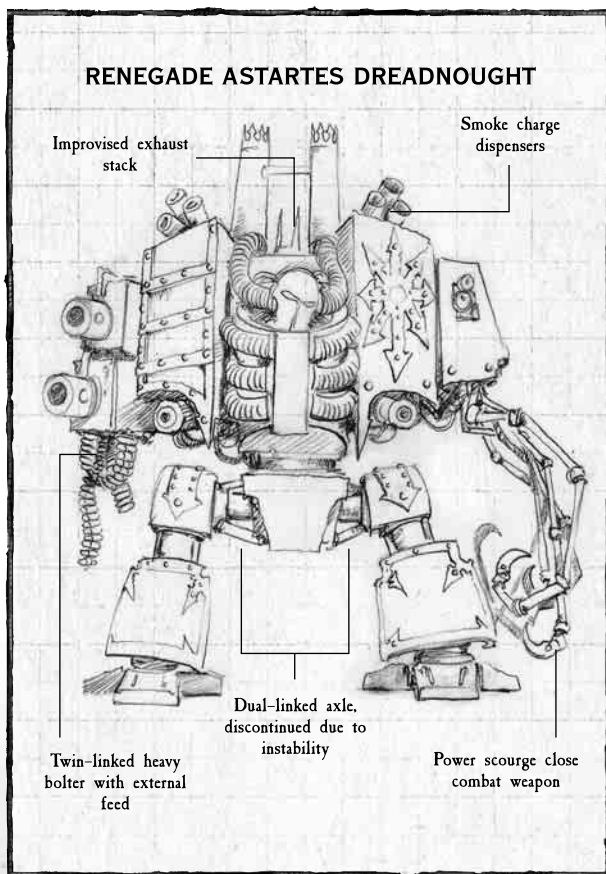 RENEGADE ASTARTES DREADNOUGHT
Improvised exhaust
stack
Smoke charge
dispensers
Dual-linked axle,
discontinued due to
instability
Twin-linked heavy
bolter with external
feed
Power scourge close
combat weapon